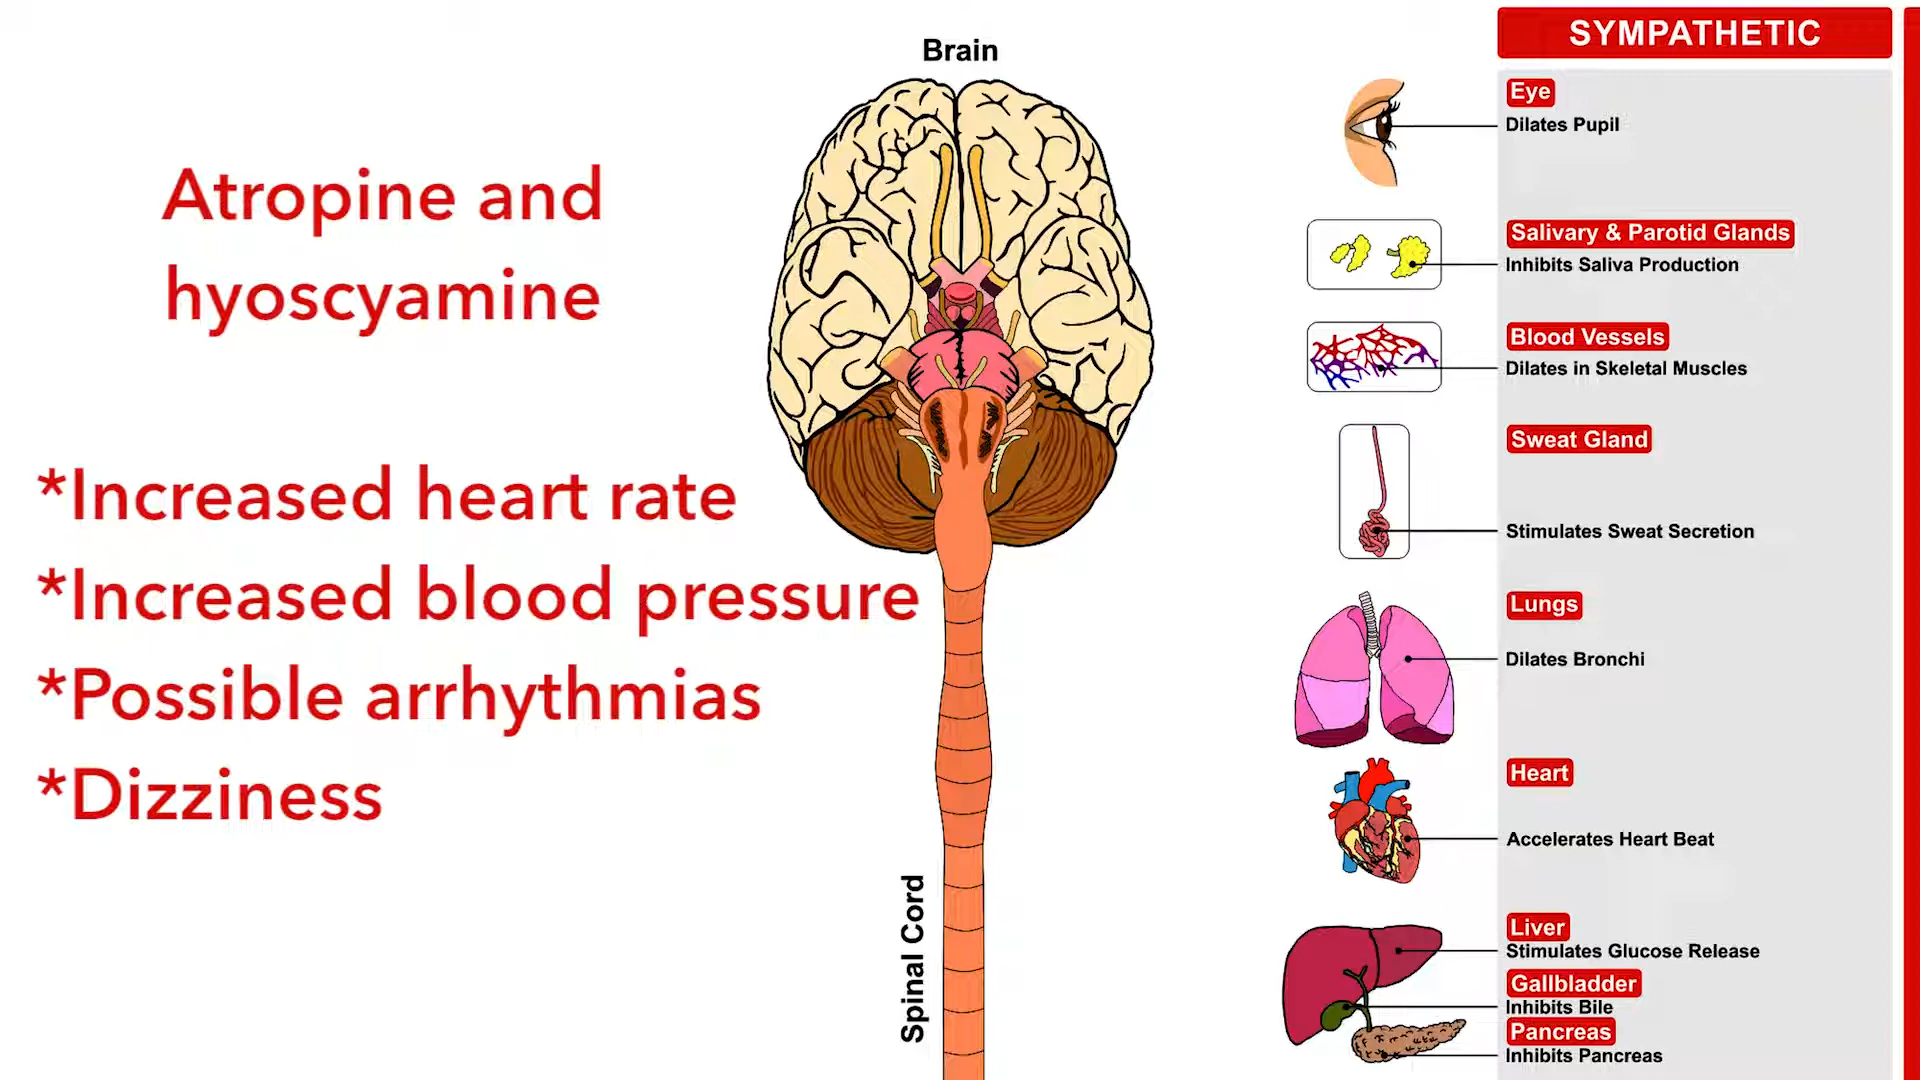 Atropine and
hyoscyamine
*Increased heart rate
*Increased blood pressure
*Possible arrhythmias
*Dizziness
Brain
Spinal Cord
SYMPATHETIC
Eye
Dilates Pupil
Salivary & Parotid Glands
Inhibits Saliva Production
Blood Vessels
Dilates in Skeletal Muscles
Sweat Gland
Stimulates Sweat Secretion
Lungs
Dilates Bronchi
Heart
Accelerates Heart Beat
Liver
Stimulates Glucose Release
Gallbladder
Inhibits Bile
Pancreas
Inhibits Pancreas